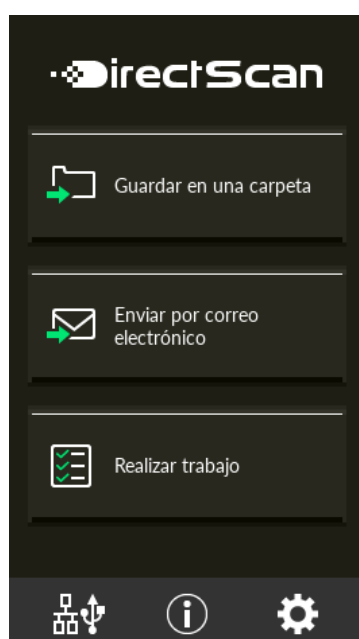 DirectScan
Guardar en una carpeta
Enviar por correo
electrónico
Realizar trabajo